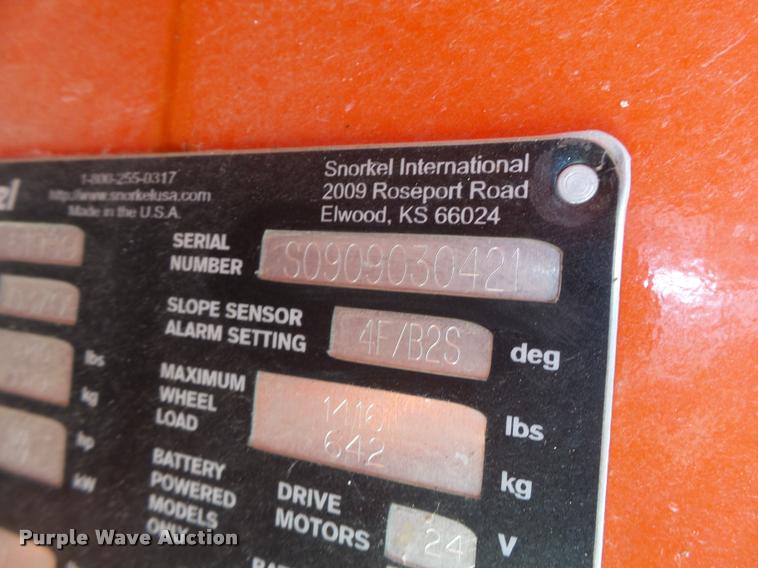 1-800-255-0317
http://www.snorkelusa.com
Made in the U.S.A.
Snorkel International
2009 Roseport Road
Elwood, KS 66024
SERIAL NUMBER S0909030421
SLOPE SENSOR ALARM SETTING 4F/B2S deg
lbs
kg
hp
kW
MAXIMUM WHEEL LOAD
1416 lbs
642 kg
BATTERY POWERED MODELS ONLY
DRIVE MOTORS 24 V
Purple Wave Auction